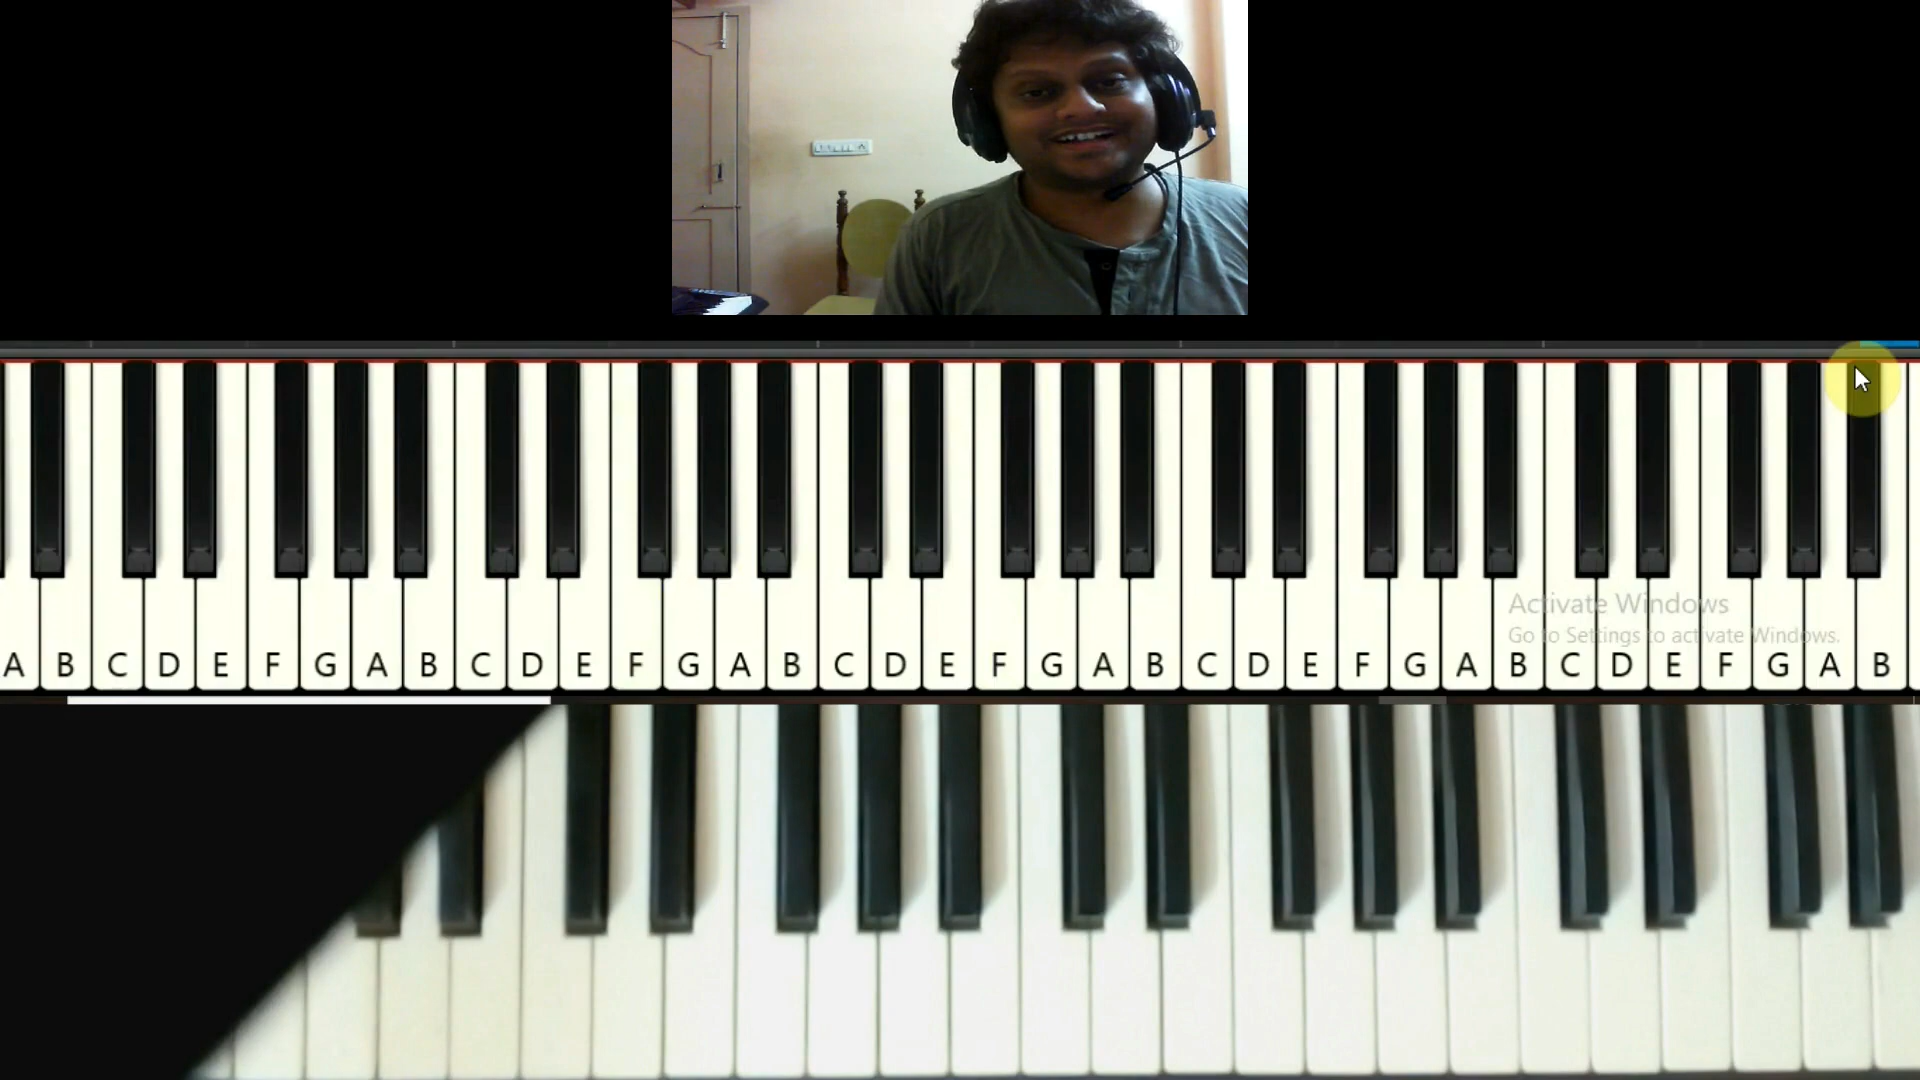 Activate Windows
Go to Settings to activate Windows.
A B C D E F G A B C D E F G A B C D E F G A B C D E F G A B C D E F G A B